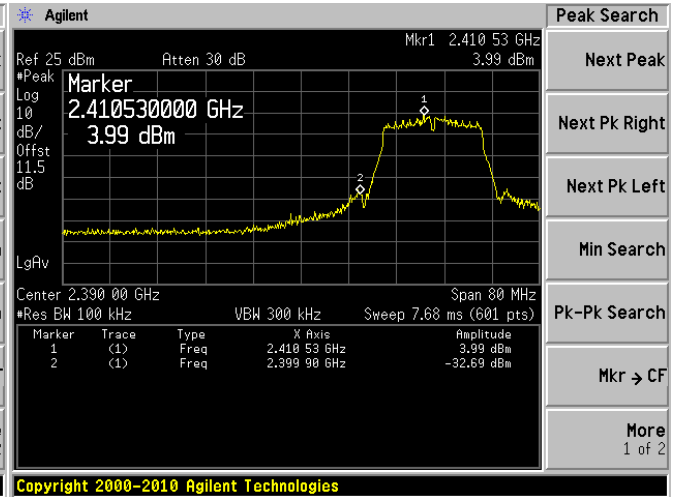 Agilent
Peak Search
Mkr1 2.410 53 GHz
Ref 25 dBm Atten 30 dB 3.99 dBm
#Peak
Log
10
dB/
Offst
11.5
dB
LgAv
Marker
2.410530000 GHz
3.99 dBm
1
2
Center 2.390 00 GHz Span 80 MHz
#Res BW 100 kHz VBW 300 kHz Sweep 7.68 ms (601 pts)
Marker Trace Type X Axis Amplitude
1 (1) Freq 2.410 53 GHz 3.99 dBm
2 (1) Freq 2.399 90 GHz -32.69 dBm
Next Peak
Next Pk Right
Next Pk Left
Min Search
Pk-Pk Search
Mkr → CF
More
1 of 2
Copyright 2000-2010 Agilent Technologies